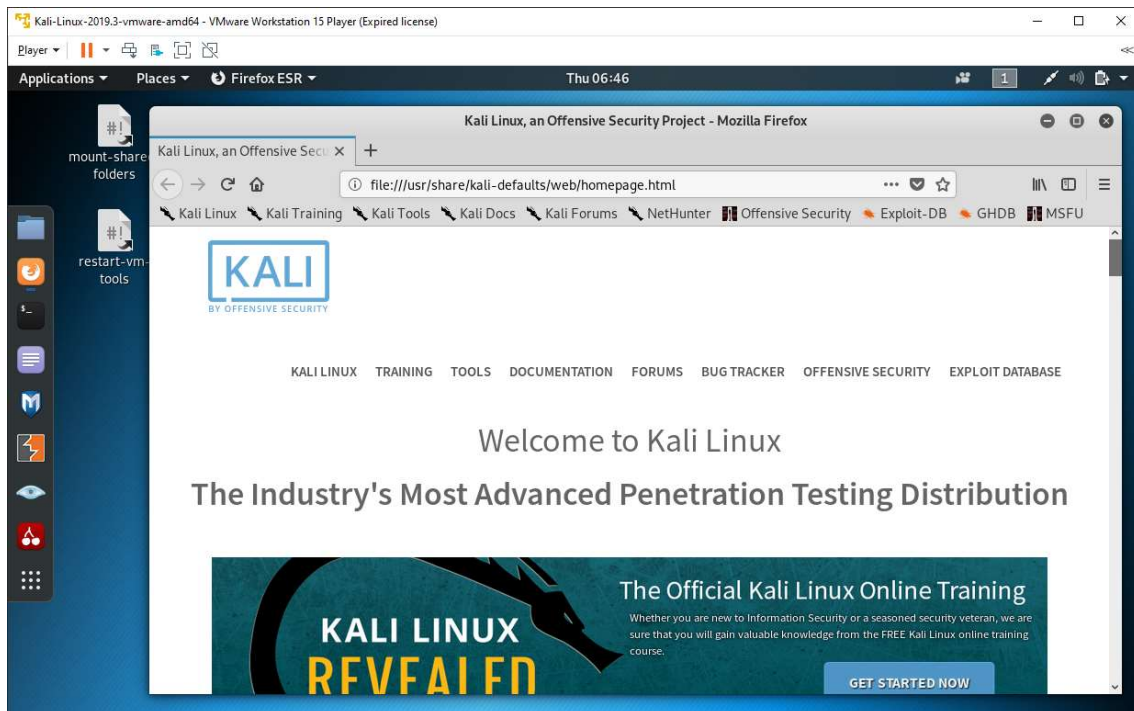 Kali-Linux-2019.3-vmware-amd64 - VMware Workstation 15 Player (Expired license)
Player
Applications Places Firefox ESR Thu 06:46 1
mount-share
folders
restart-vm-
tools
Kali Linux, an Offensive Security Project - Mozilla Firefox
Kali Linux, an Offensive Secu
file:///usr/share/kali-defaults/web/homepage.html
Kali Linux Kali Training Kali Tools Kali Docs Kali Forums NetHunter Offensive Security Exploit-DB GHDB MSFU
KALI
BY OFFENSIVE SECURITY
KALI LINUX TRAINING TOOLS DOCUMENTATION FORUMS BUG TRACKER OFFENSIVE SECURITY EXPLOIT DATABASE
Welcome to Kali Linux
The Industry's Most Advanced Penetration Testing Distribution
KALI LINUX
REVEALED
The Official Kali Linux Online Training
Whether you are new to Information Security or a seasoned security veteran, we are
sure that you will gain valuable knowledge from the FREE Kali Linux online training
course.
GET STARTED NOW